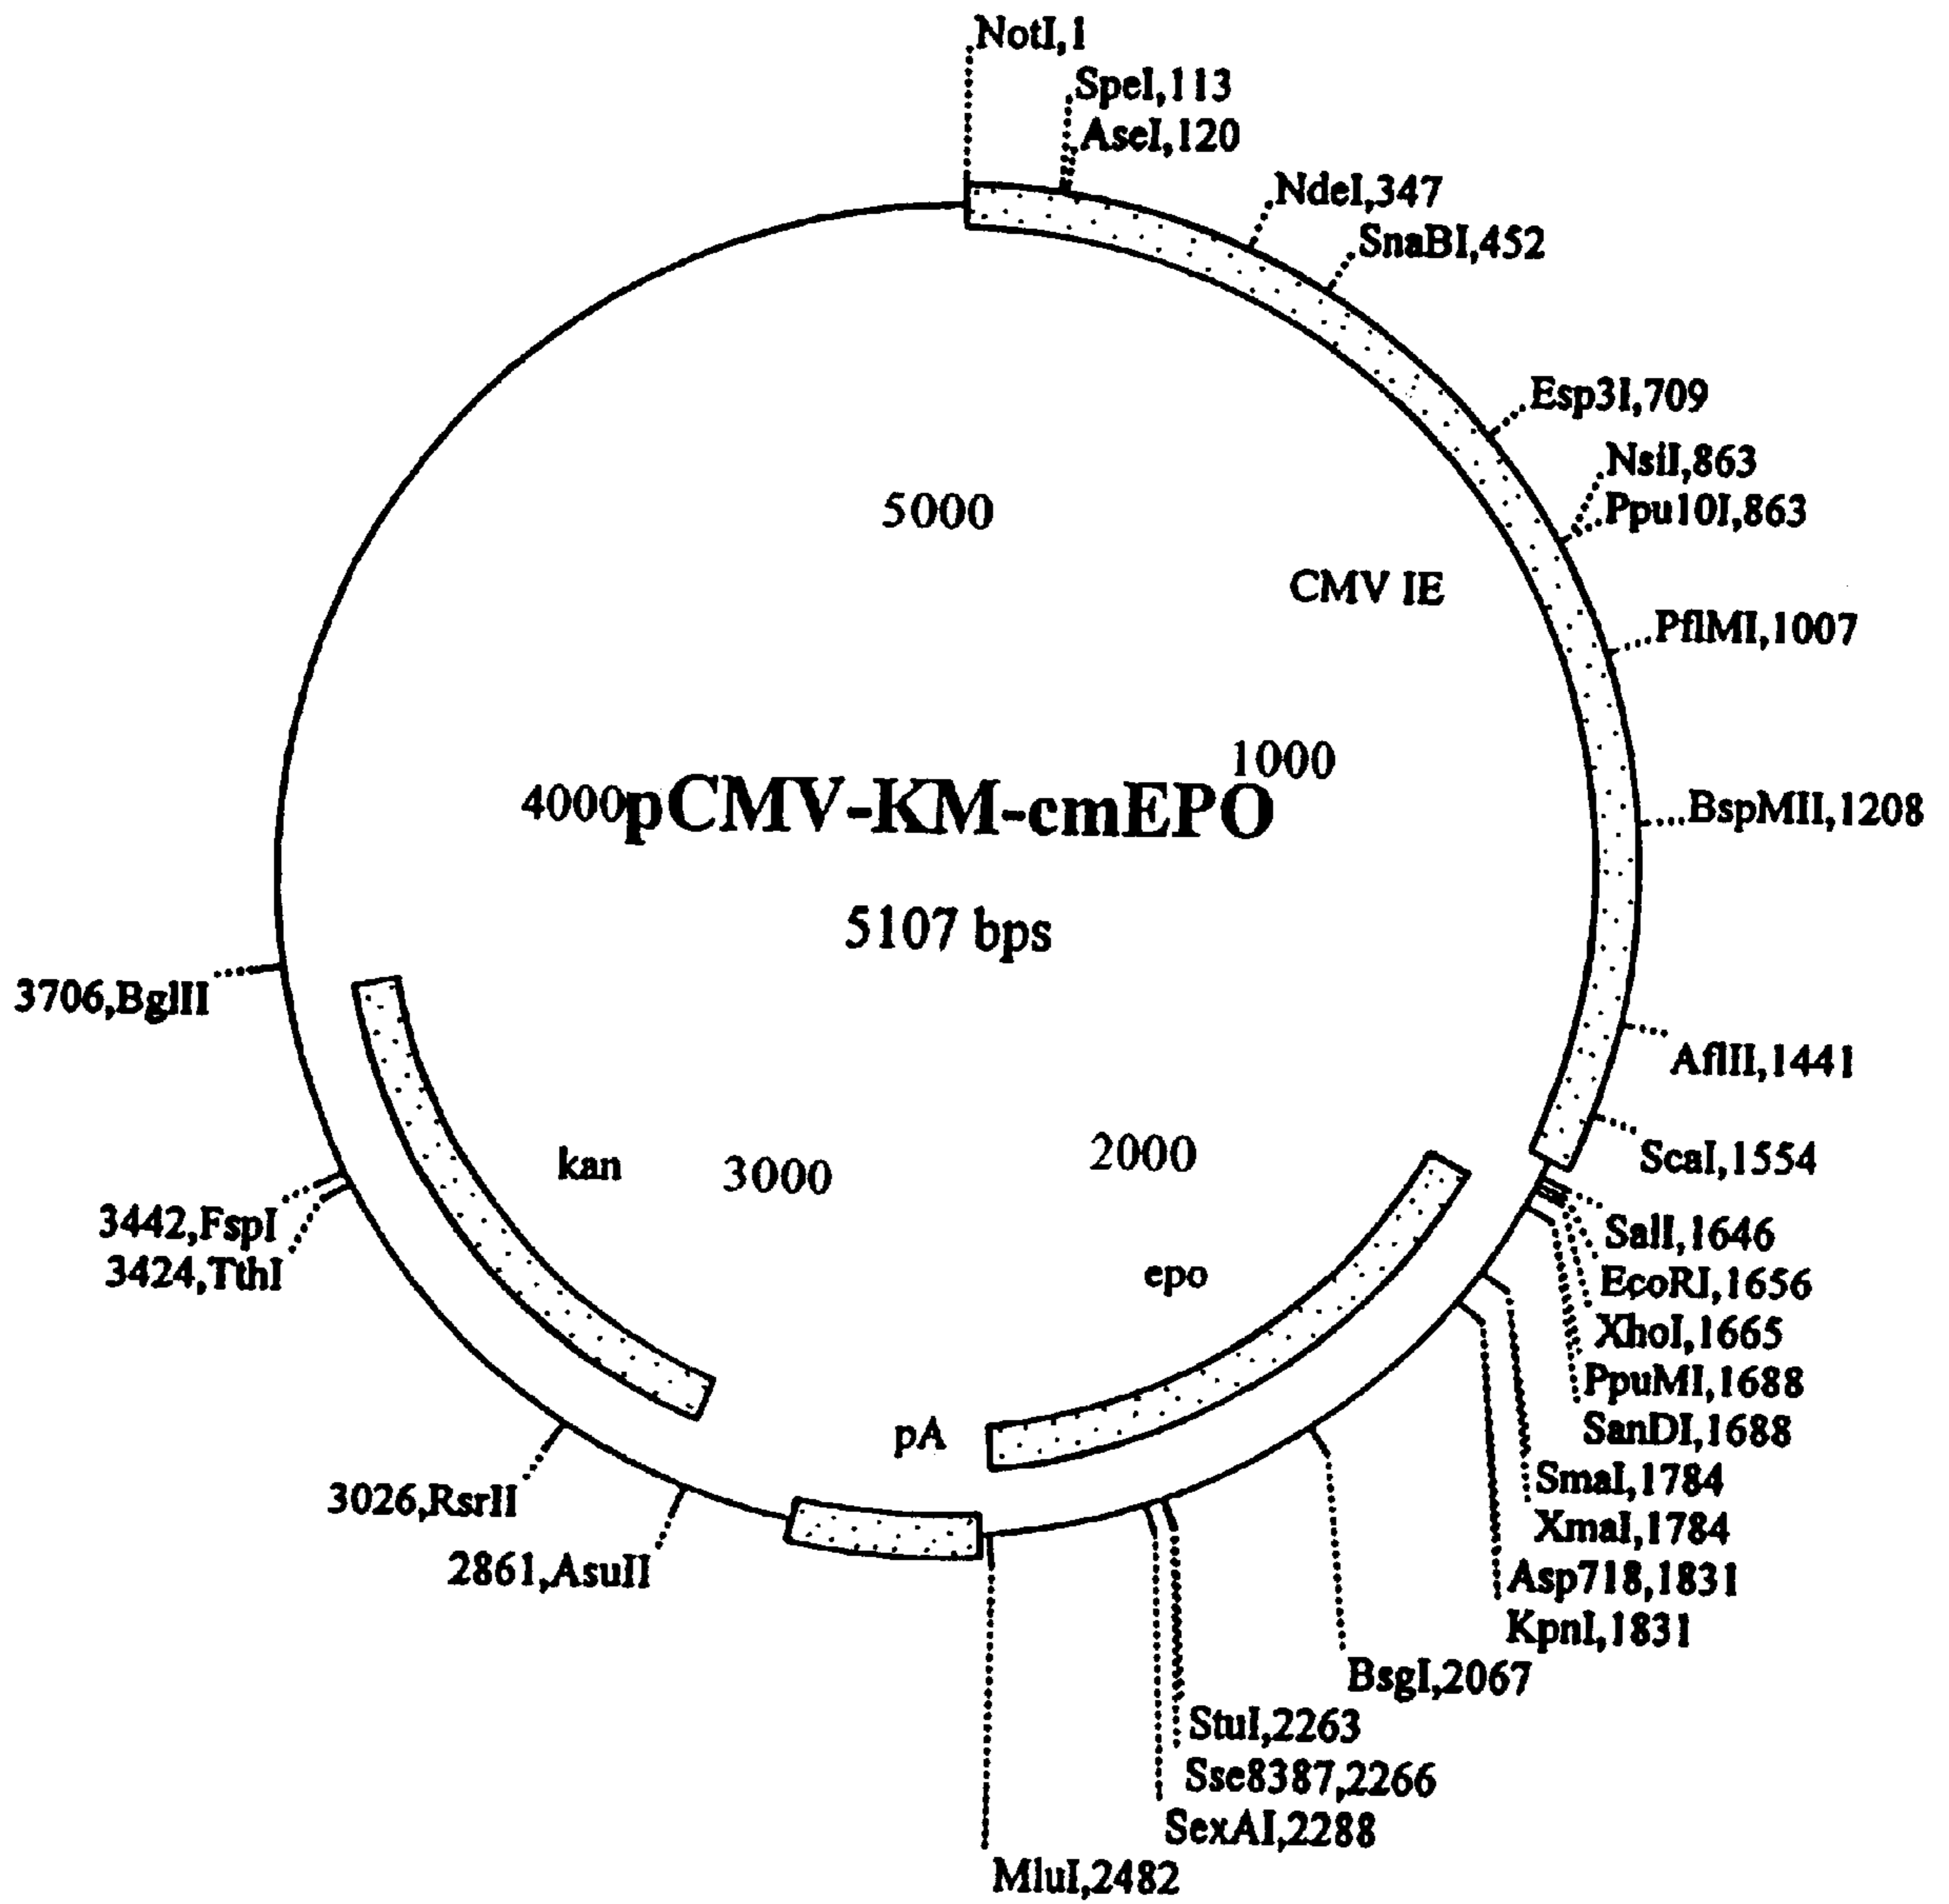 NotI,1
SpeI,113
AseI,120
NdeI,347
SnaBI,452
Esp3I,709
NsiI,863
Ppu10I,863
5000
CMV IE
PflMI,1007
1000
4000
pCMV-KM-cmEPO
BspMII,1208
5107 bps
3706,BglII
AflII,1441
ScaI,1554
kan
3000
2000
3442,FspI
3424,TthI
SalI,1646
EcoRI,1656
XhoI,1665
PpuMI,1688
SanDI,1688
epo
pA
SmaI,1784
XmaI,1784
Asp718,1831
KpnI,1831
3026,RsrII
2861,AsuII
BsgI,2067
StuI,2263
Sse8387,2266
SexAI,2288
MluI,2482